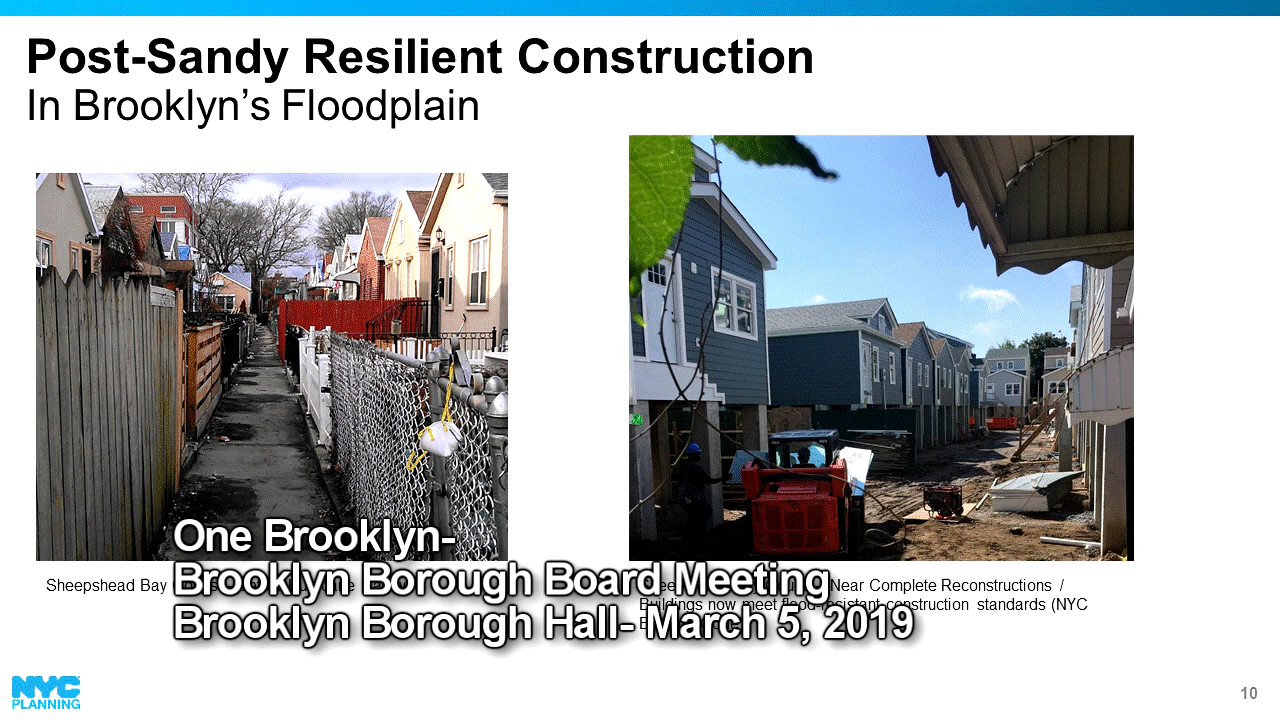 Post-Sandy Resilient Construction
In Brooklyn's Floodplain
One Brooklyn-
Sheepshead Bay
Brooklyn Borough Board Meeting
Near Complete Reconstructions /
Buildings now meet flood-resistant construction standards (NYC
Brooklyn Borough Hall- March 5, 2019
NYC
PLANNING
10